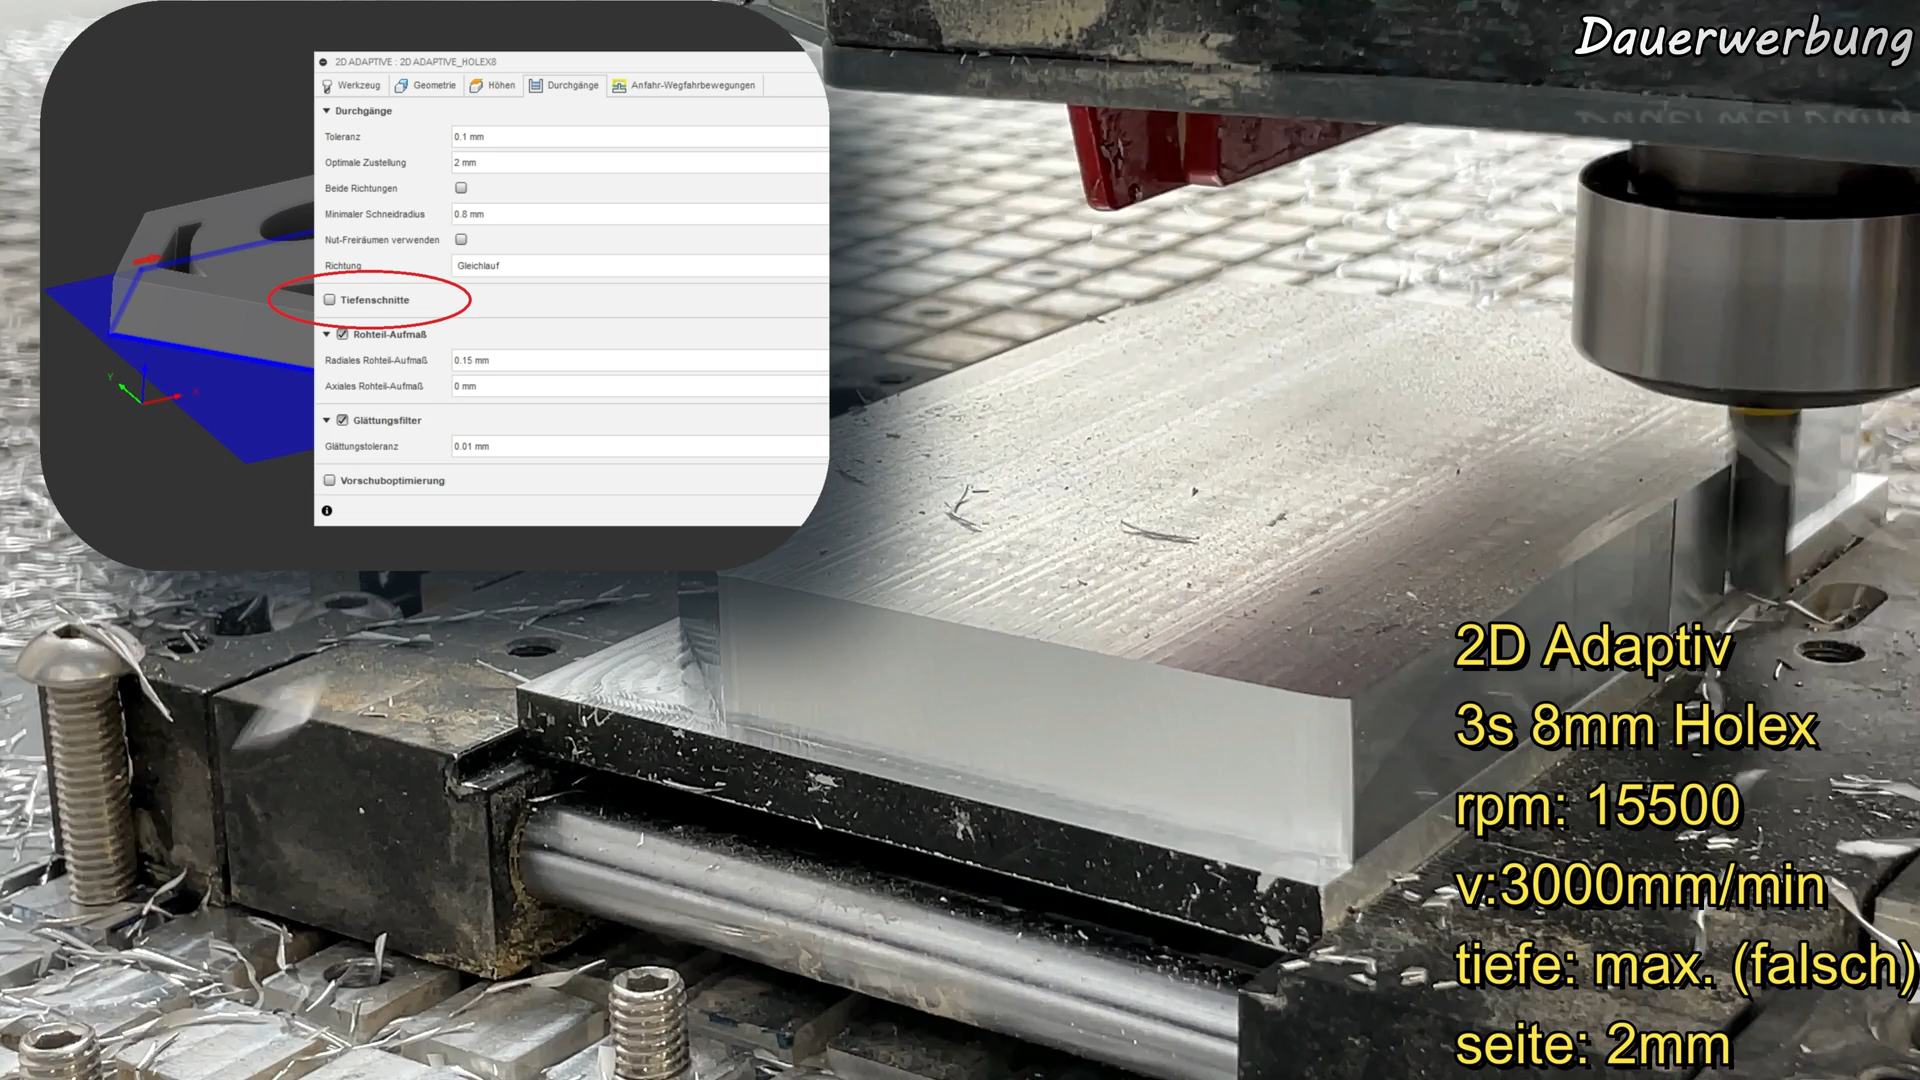 Dauerwerbung
2D ADAPTIVE : 2D ADAPTIVE_HOLEX8
Werkzeug Geometrie Höhen Durchgänge Anfahr-Wegfahrbewegungen
Durchgänge
Toleranz 0.1 mm
Optimale Zustellung 2 mm
Beide Richtungen
Minimaler Schneidradius 0.8 mm
Nut-Freiräumen verwenden
Richtung Gleichlauf
Tiefenschnitte
Rohteil-Aufmaß
Radiales Rohteil-Aufmaß 0.15 mm
Axiales Rohteil-Aufmaß 0 mm
Glättungsfilter
Glättungstoleranz 0.01 mm
Vorschuboptimierung
Y
X
2D Adaptiv
3s 8mm Holex
rpm: 15500
v:3000mm/min
tiefe: max. (falsch)
seite: 2mm